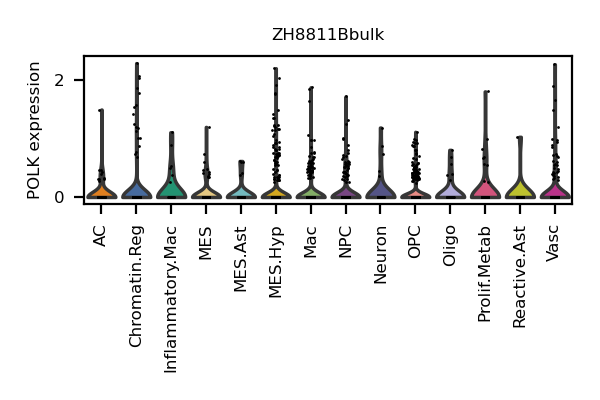 ZH8811Bbulk
POLK expression
2
0
AC
Chromatin.Reg
Inflammatory.Mac
MES
MES.Ast
MES.Hyp
Mac
NPC
Neuron
OPC
Oligo
Prolif.Metab
Reactive.Ast
Vasc